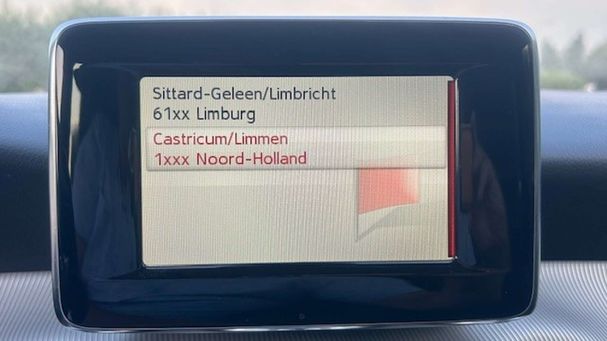 Sittard-Geleen/Limbricht
61xx Limburg
Castricum/Limmen
1xxx Noord-Holland